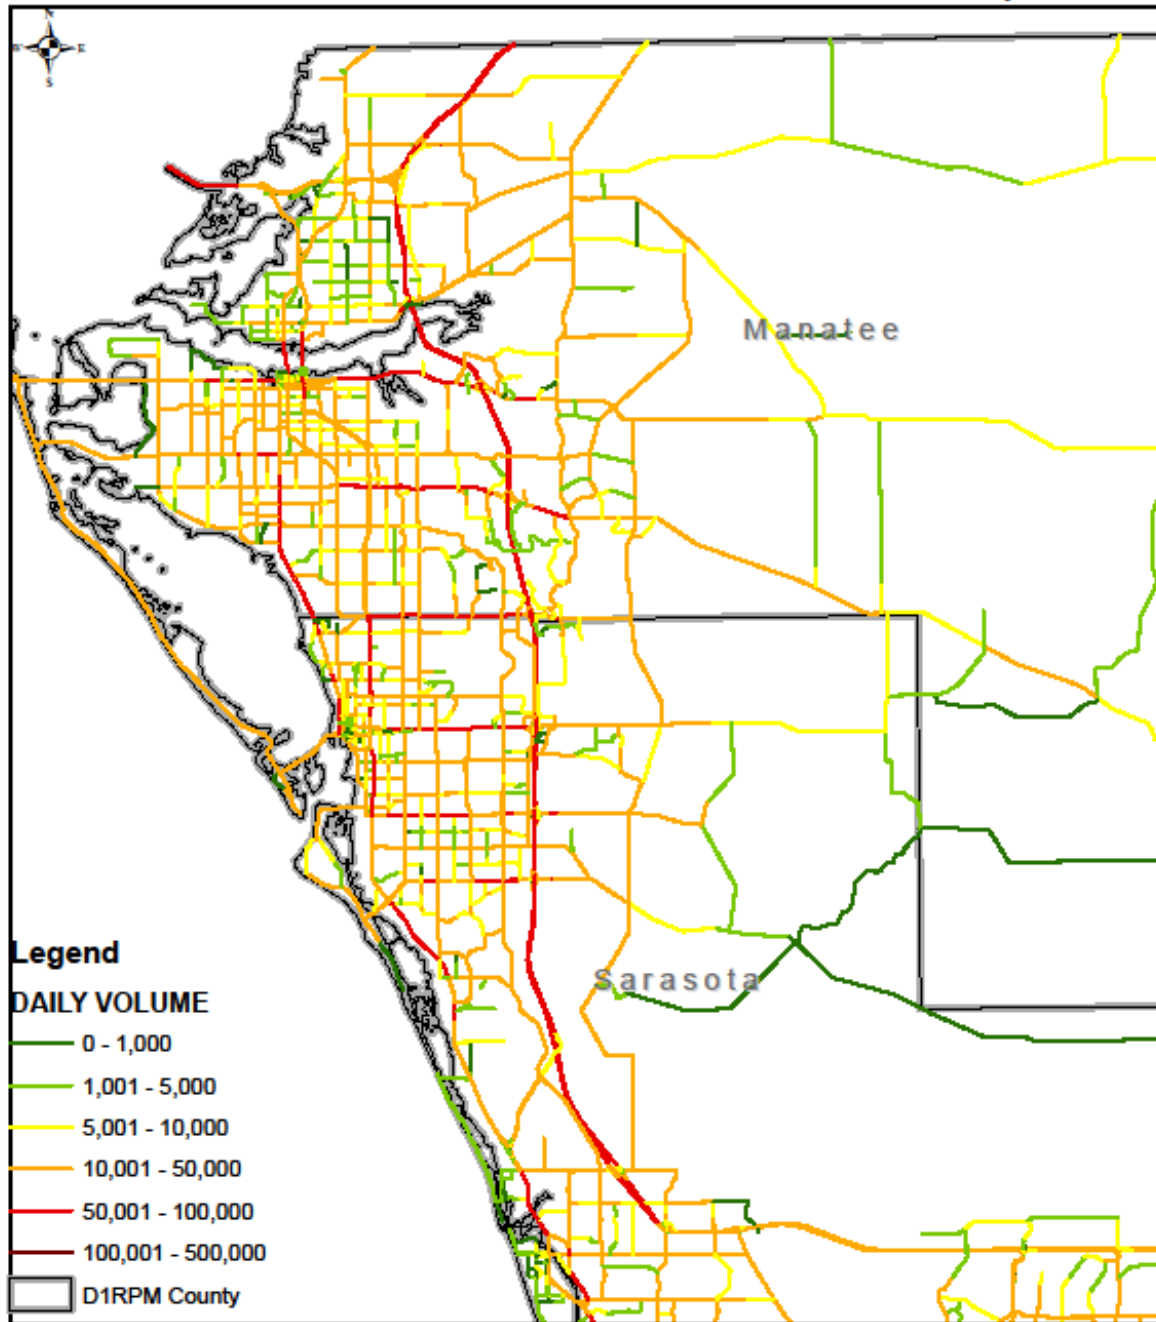 N
W
E
S
Manatee
Sarasota
Legend
DAILY VOLUME
0 - 1,000
1,001 - 5,000
5,001 - 10,000
10,001 - 50,000
50,001 - 100,000
100,001 - 500,000
D1RPM County